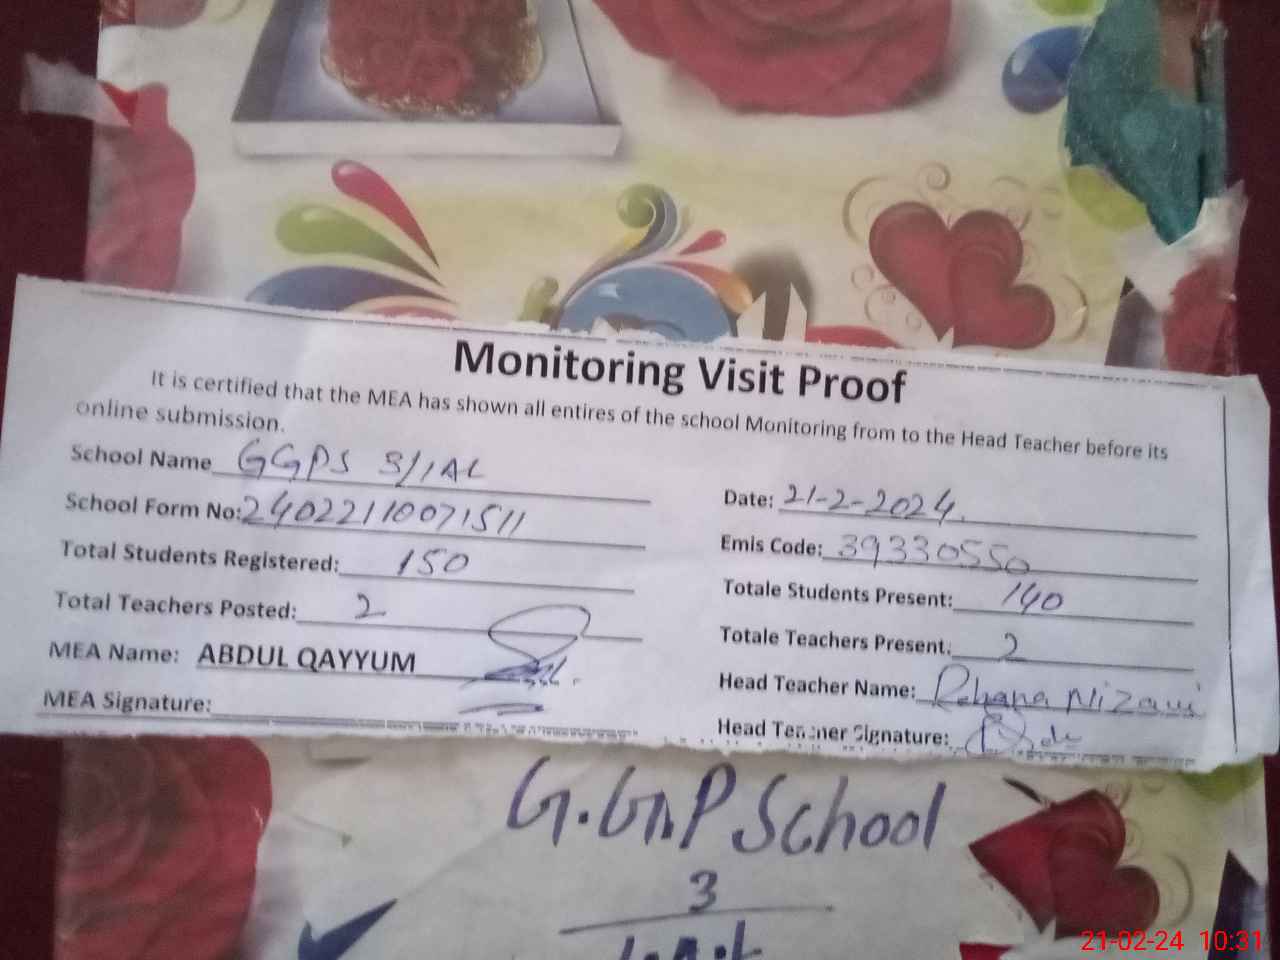 Monitoring Visit Proof
It is certified that the MEA has shown all entires of the school Monitoring from to the Head Teacher before its
online submission.
School Name GGPS 3/1AL
Date: 21-2-2024.
School Form No: 24022110071511
Emis Code: 39330550
Total Students Registered: 150
Totale Students Present: 140
Total Teachers Posted: 2
Totale Teachers Present: 2
MEA Name: ABDUL QAYYUM
Head Teacher Name: Rehana Nizami
MEA Signature:
Head Teacher Signature:
G.G.P School
3
1.A.L
21-02-24 10:31